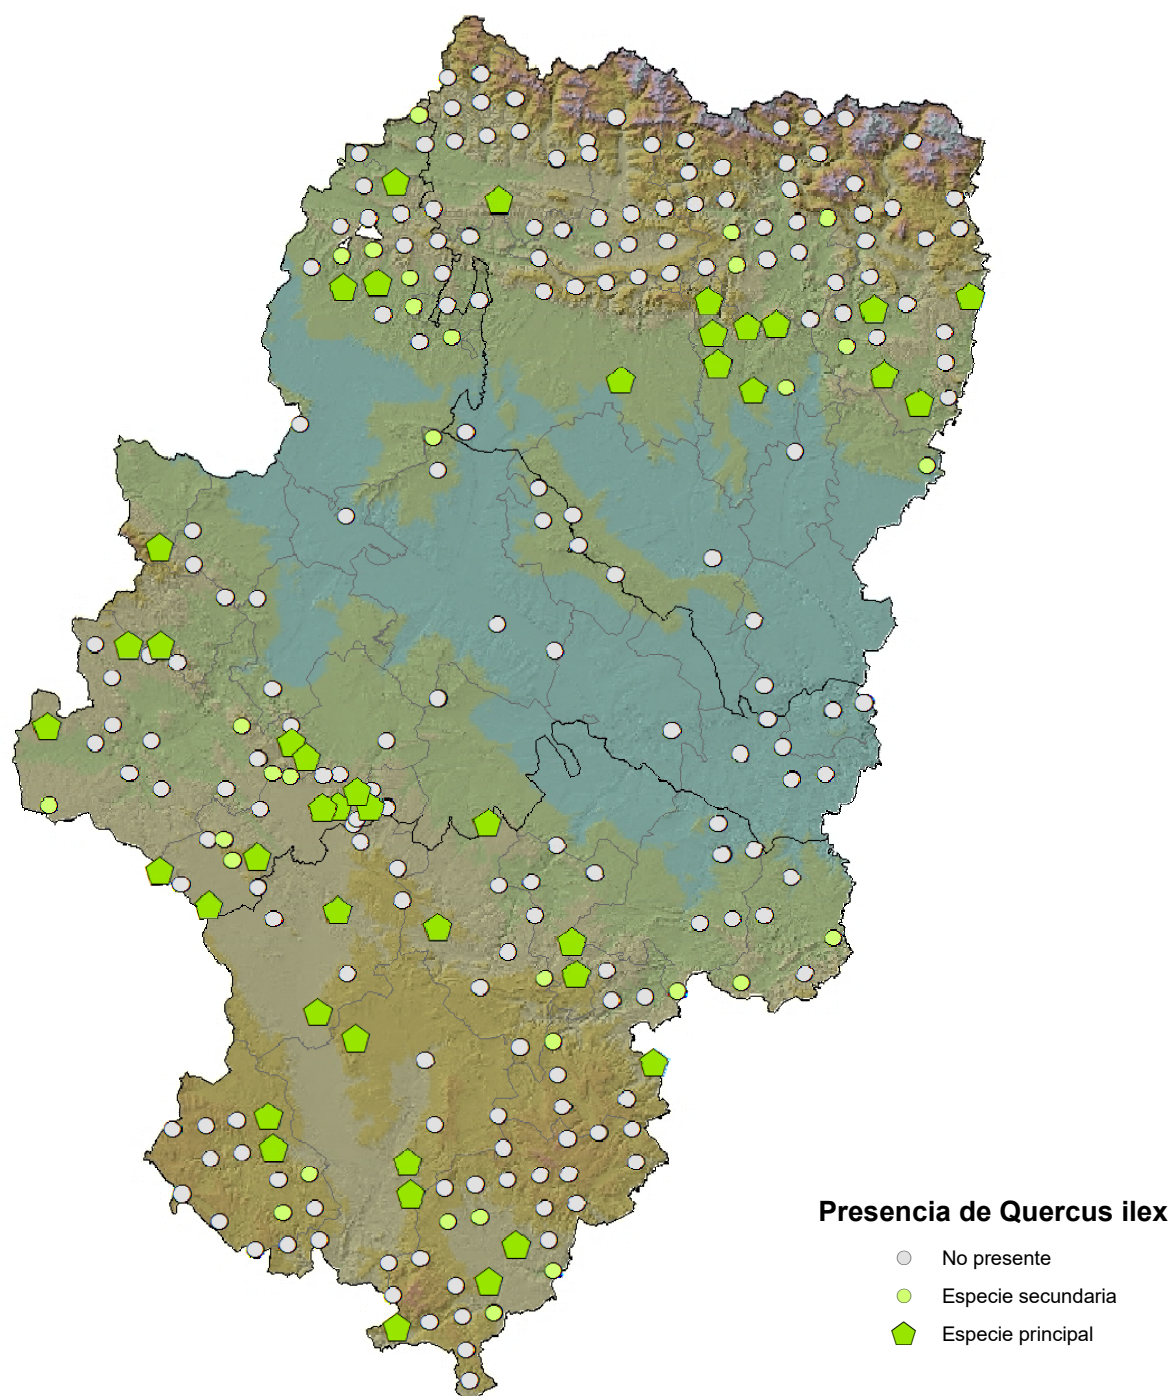 Presencia de Quercus ilex
No presente
Especie secundaria
Especie principal